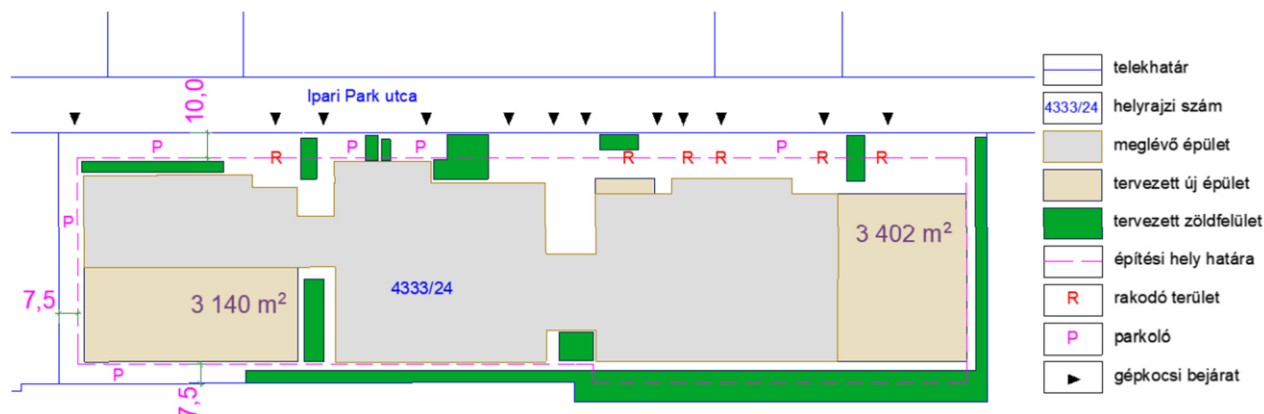 Ipari Park utca
10,0
P
R
P
P
R
R
R
P
R
R
P
3 402 m²
4333/24
3 140 m²
7,5
P
7,5
telekhatár
4333/24
helyrajzi szám
meglévő épület
tervezett új épület
tervezett zöldfelület
építési hely határa
R
rakodó terület
P
parkoló
gépkocsi bejárat